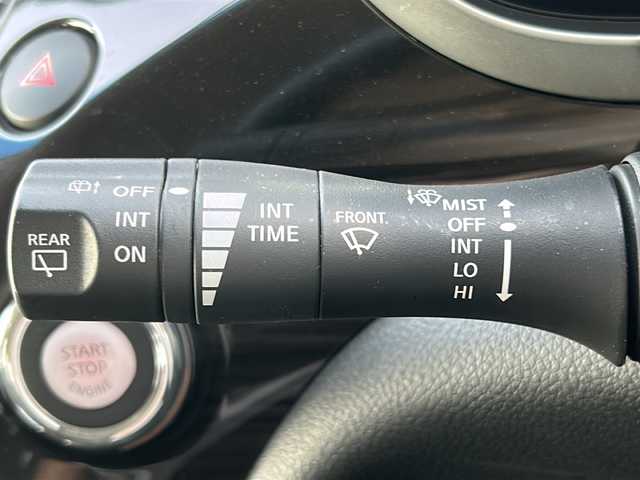 REAR
OFF
INT
ON
INT
TIME
FRONT
MIST
OFF
INT
LO
HI
START
STOP
ENGINE